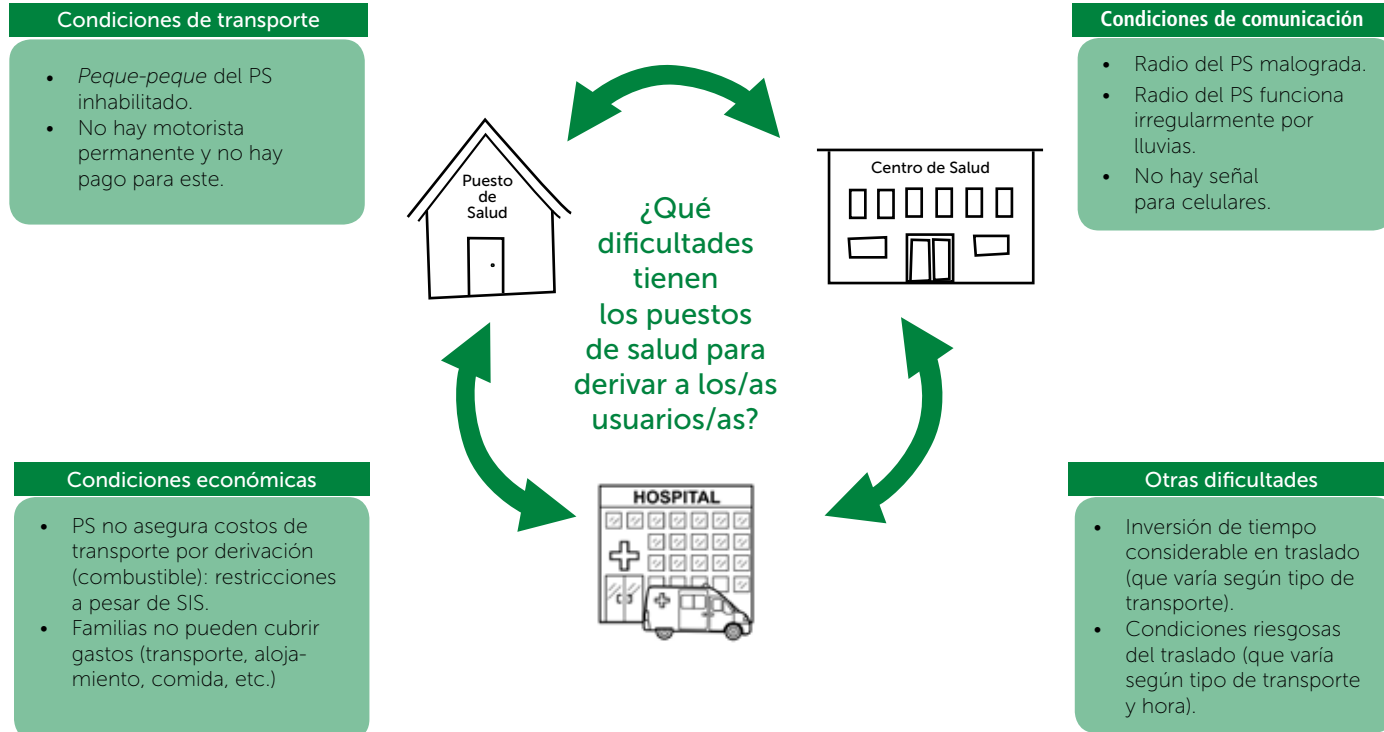 Condiciones de transporte
• Peque-peque del PS
inhabilitado.
• No hay motorista
permanente y no hay
pago para este.
Condiciones de comunicación
• Radio del PS malograda.
• Radio del PS funciona
irregularmente por
lluvias.
• No hay señal
para celulares.
Puesto
de
Salud
Centro de Salud
¿Qué
dificultades
tienen
los puestos
de salud para
derivar a los/as
usuarios/as?
HOSPITAL
Condiciones económicas
• PS no asegura costos de
transporte por derivación
(combustible): restricciones
a pesar de SIS.
• Familias no pueden cubrir
gastos (transporte, aloja-
miento, comida, etc.)
Otras dificultades
• Inversión de tiempo
considerable en traslado
(que varía según tipo de
transporte).
• Condiciones riesgosas
del traslado (que varía
según tipo de transporte
y hora).